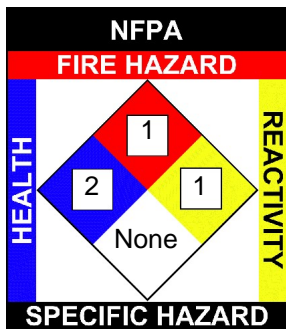 NFPA
FIRE HAZARD
HEALTH
1
2
1
None
REACTIVITY
SPECIFIC HAZARD